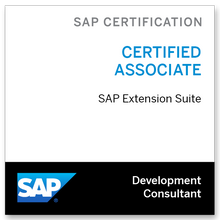 SAP CERTIFICATION
CERTIFIED
ASSOCIATE
SAP Extension Suite
SAP
Development
Consultant